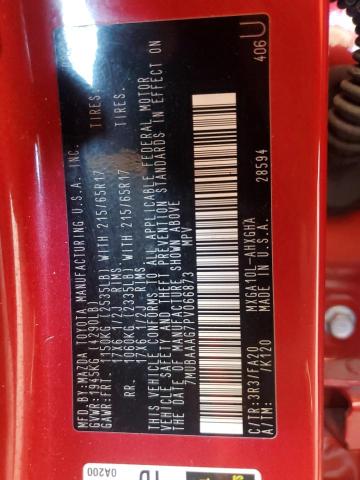 MFD.BY:MAZDA TOYOTA MANUFACTURING U.S.A. INC.
GVWR:1945KG(4290LB)
GAWR:FRT. 1150KG(2535LB) WITH 215/65R17 TIRES
17X6 1/2J RIMS
RR. 1060KG(2335LB) WITH 215/65R17 TIRES
17X6 1/2J RIMS
THIS VEHICLE CONFORMS TO ALL APPLICABLE FEDERAL MOTOR
VEHICLE SAFETY AND THEFT PREVENTION STANDARDS IN EFFECT ON
THE DATE OF MANUFACTURE SHOWN ABOVE.
7MUBAAAG7PV066873 MPV
C/TR:3R3/FA20 MXGA10L-AHXGHA
A/TM: /K120 MADE IN U.S.A.
28594
406 U
0A200